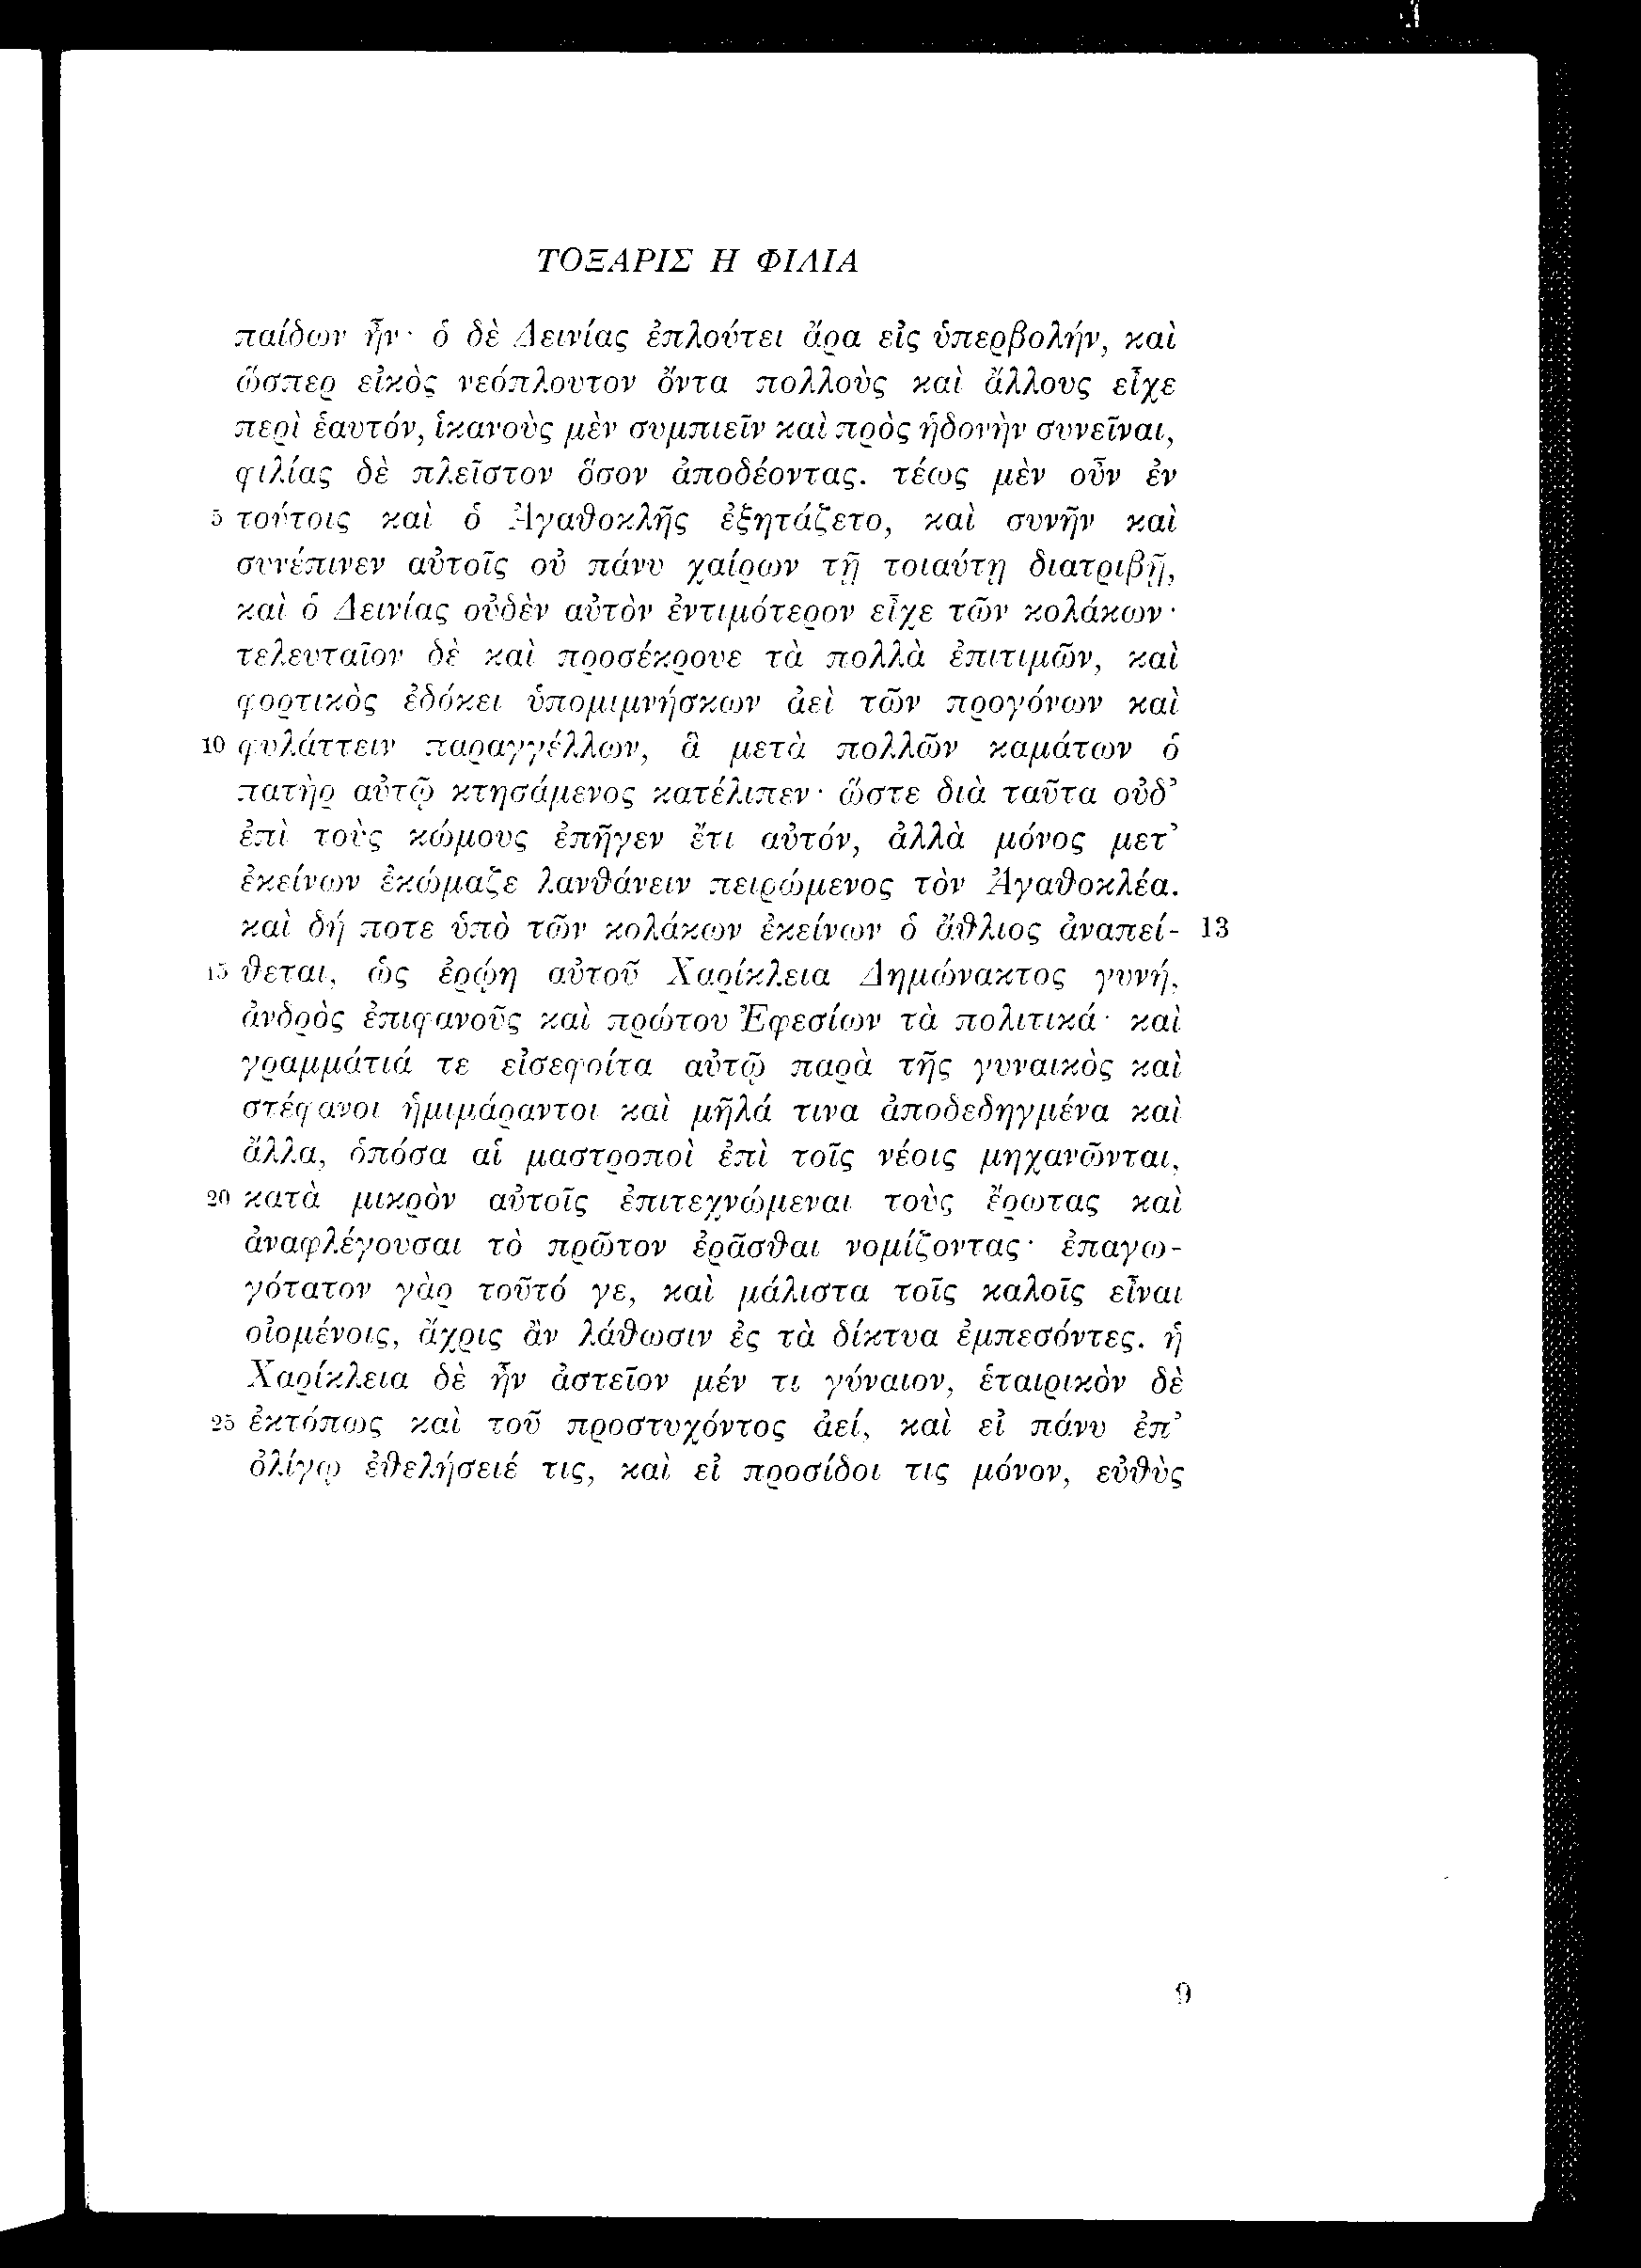 ΤΟΞΑΡΙΣ Η ΦΙΛΙΑ
παίδων ἦν· ὁ δὲ Δεινίας ἐπλούτει ἄρα εἰς ὑπερβολήν, καὶ
ὥσπερ εἰκὸς νεόπλουτον ὄντα πολλοὺς καὶ ἄλλους εἶχε
περὶ ἑαυτόν, ἱκανοὺς μὲν συμπιεῖν καὶ πρὸς ἡδονὴν συνεῖναι,
φιλίας δὲ πλεῖστον ὅσον ἀποδέοντας. τέως μὲν οὖν ἐν
5 τούτοις καὶ ὁ Ἀγαθοκλῆς ἐξητάζετο, καὶ συνῆν καὶ
συνέπινεν αὐτοῖς οὐ πάνυ χαίρων τῇ τοιαύτῃ διατριβῇ,
καὶ ὁ Δεινίας οὐδὲν αὐτὸν ἐντιμότερον εἶχε τῶν κολάκων·
τελευταῖον δὲ καὶ προσέκρουε τὰ πολλὰ ἐπιτιμῶν, καὶ
φορτικὸς ἐδόκει ὑπομιμνήσκων ἀεὶ τῶν προγόνων καὶ
10 φυλάττειν παραγγέλλων, ἃ μετὰ πολλῶν καμάτων ὁ
πατὴρ αὐτῷ κτησάμενος κατέλιπεν· ὥστε διὰ ταῦτα οὐδ’
ἐπὶ τοὺς κώμους ἐπῆγεν ἔτι αὐτόν, ἀλλὰ μόνος μετ’
ἐκείνων ἐκώμαζε λανθάνειν πειρώμενος τὸν Ἀγαθοκλέα.
καὶ δή ποτε ὑπὸ τῶν κολάκων ἐκείνων ὁ ἄθλιος ἀναπεί- 13
15 θεται, ὡς ἐρῴη αὐτοῦ Χαρίκλεια Δημώνακτος γυνή,
ἀνδρὸς ἐπιφανοῦς καὶ πρώτου Ἐφεσίων τὰ πολιτικά· καὶ
γραμμάτιά τε εἰσεφοίτα αὐτῷ παρὰ τῆς γυναικὸς καὶ
στέφανοι ἡμιμάραντοι καὶ μῆλά τινα ἀποδεδηγμένα καὶ
ἄλλα, ὁπόσα αἱ μαστροποὶ ἐπὶ τοῖς νέοις μηχανῶνται,
20 κατὰ μικρὸν αὐτοῖς ἐπιτεχνώμεναι τοὺς ἔρωτας καὶ
ἀναφλέγουσαι τὸ πρῶτον ἐρᾶσθαι νομίζοντας· ἐπαγω-
γότατον γὰρ τοῦτό γε, καὶ μάλιστα τοῖς καλοῖς εἶναι
οἰομένοις, ἄχρις ἂν λάθωσιν ἐς τὰ δίκτυα ἐμπεσόντες. ἡ
Χαρίκλεια δὲ ἦν ἀστεῖον μέν τι γύναιον, ἑταιρικὸν δὲ
25 ἐκτόπως καὶ τοῦ προστυχόντος ἀεί, καὶ εἰ πάνυ ἐπ’
ὀλίγῳ ἐθελήσειέ τις, καὶ εἰ προσίδοι τις μόνον, εὐθὺς
9